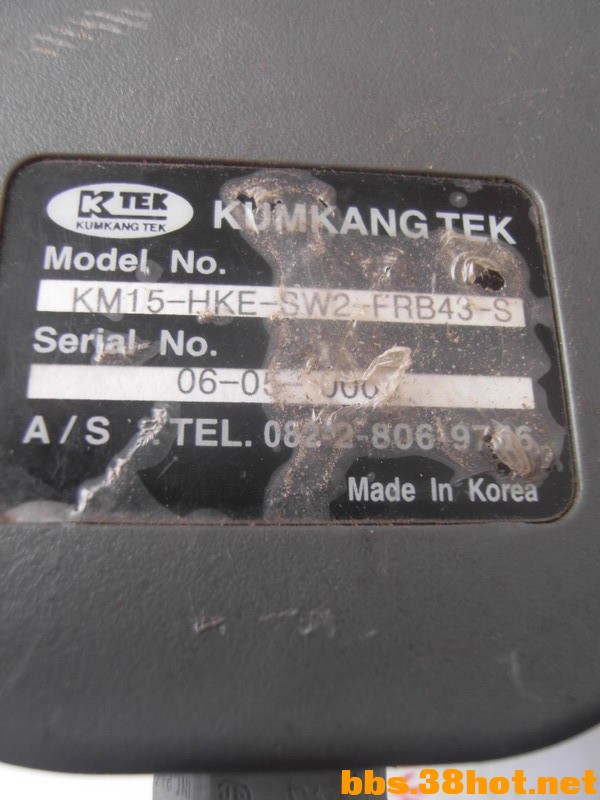 K TEK
KUMKANG TEK
KUMKANG TEK
Model No.
KM15-HKE-SW2-FRB43-S
Serial No.
A/S : TEL.
Made In Korea
bbs.38hot.net